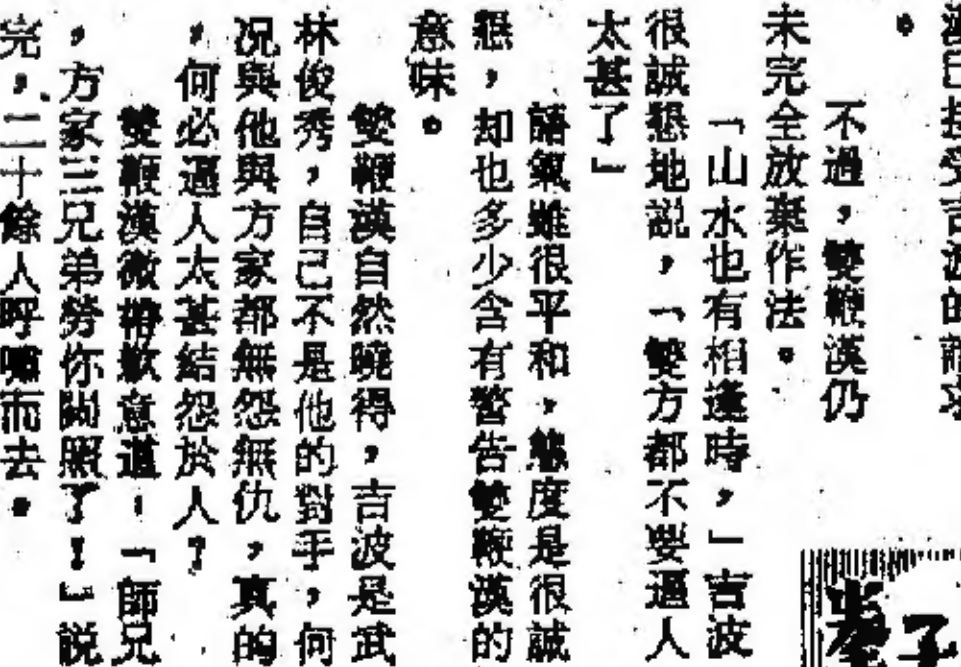 漢已接受吉波的
。
不過，雙鞭漢仍
未完全放棄作法。
「山水也有相逢時，」吉波
很誠懇地説，「雙方都不要逼人
太甚了」
語氣雖很平和，態度是很誠
懇，却也多少含有警告雙鞭漢的
意味。
雙鞭漢自然曉得，吉波是武
林俊秀，自己不是他的對手，何
況與他與方家都無怨無仇，真的
，何必逼人太甚結怨於人？
雙鞭漢微帶歉意道：「師兄
，方家三兄弟勞你關照了！」説
完，二十餘人呼嘯而去。